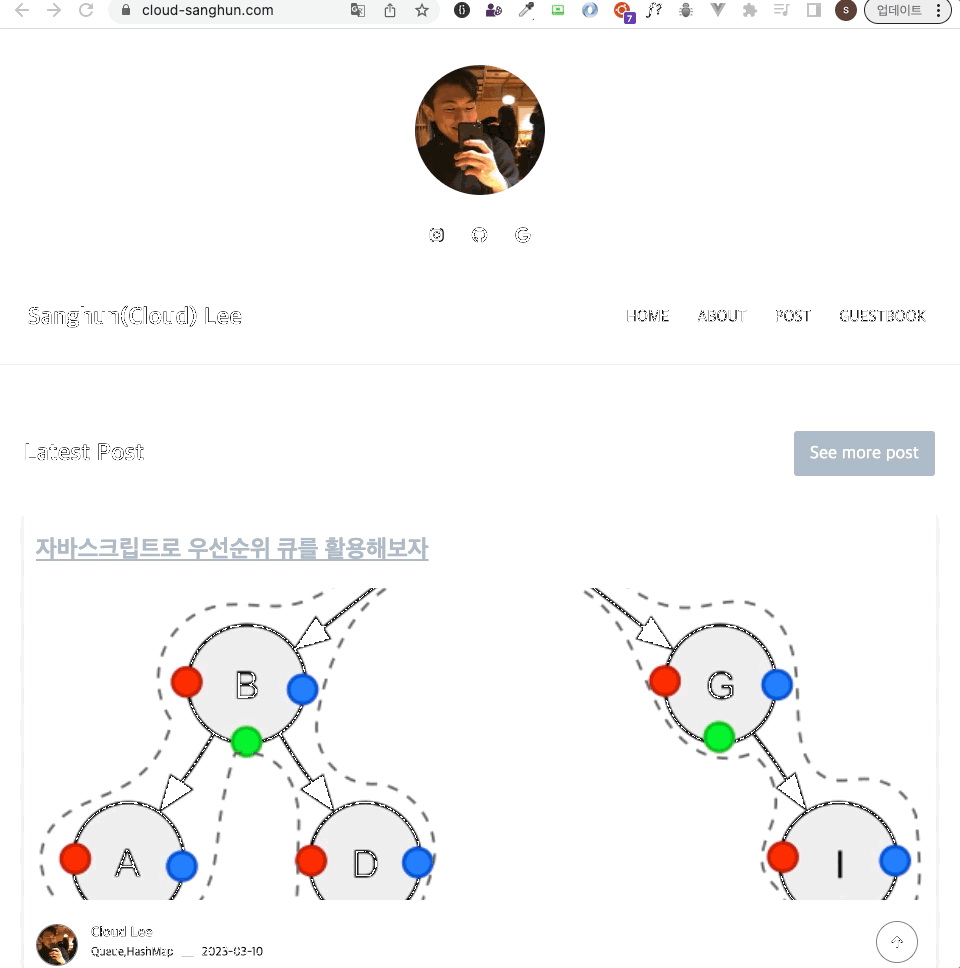 cloud-sanghun.com
7
S
업데이트
Sanghun(Cloud) Lee
HOME
ABOUT
POST
GUESTBOOK
Latest Post
See more post
자바스크립트로 우선순위 큐를 활용해보자
B
G
A
D
I
Cloud Lee
Queue,HashMap
2023-03-10